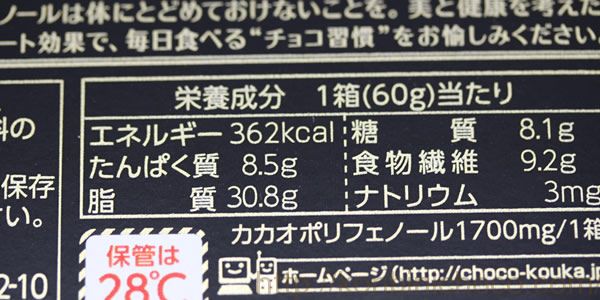 ノールは体にとどめておけないことを。実と健康を考えた
ート効果で、毎日食べる"チョコ習慣"をお愉しみください。
栄養成分 1箱(60g)当たり
エネルギー 362kcal 糖質 8.1g
たんぱく質 8.5g 食物繊維 9.2g
脂質 30.8g ナトリウム 3mg
カカオポリフェノール1700mg/1箱
料の
保存
い。
2-10
保管は
28℃
ホームページ(http://choco-kouka.jp